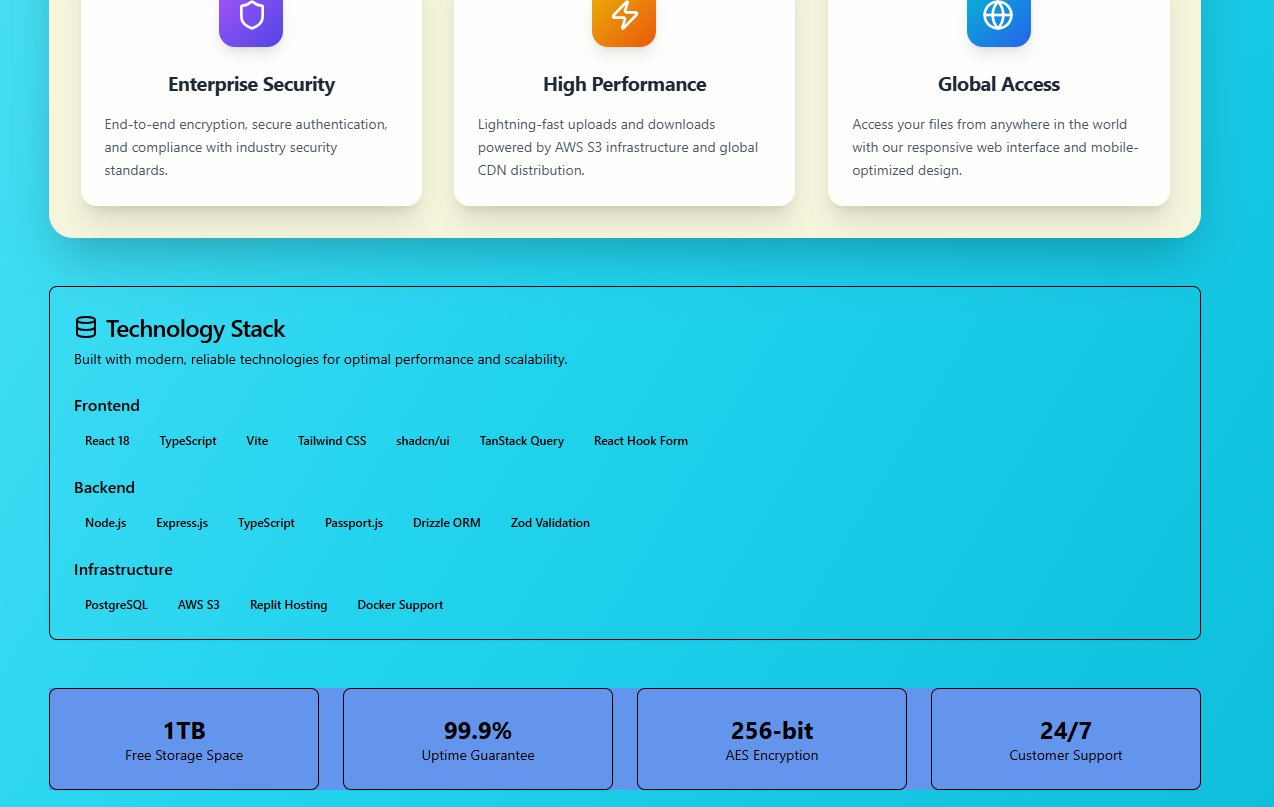 Enterprise Security
End-to-end encryption, secure authentication,
and compliance with industry security
standards.
High Performance
Lightning-fast uploads and downloads
powered by AWS S3 infrastructure and global
CDN distribution.
Global Access
Access your files from anywhere in the world
with our responsive web interface and mobile-
optimized design.
Technology Stack
Built with modern, reliable technologies for optimal performance and scalability.
Frontend
React 18 TypeScript Vite Tailwind CSS shadcn/ui TanStack Query React Hook Form
Backend
Node.js Express.js TypeScript Passport.js Drizzle ORM Zod Validation
Infrastructure
PostgreSQL AWS S3 Replit Hosting Docker Support
1TB
Free Storage Space
99.9%
Uptime Guarantee
256-bit
AES Encryption
24/7
Customer Support